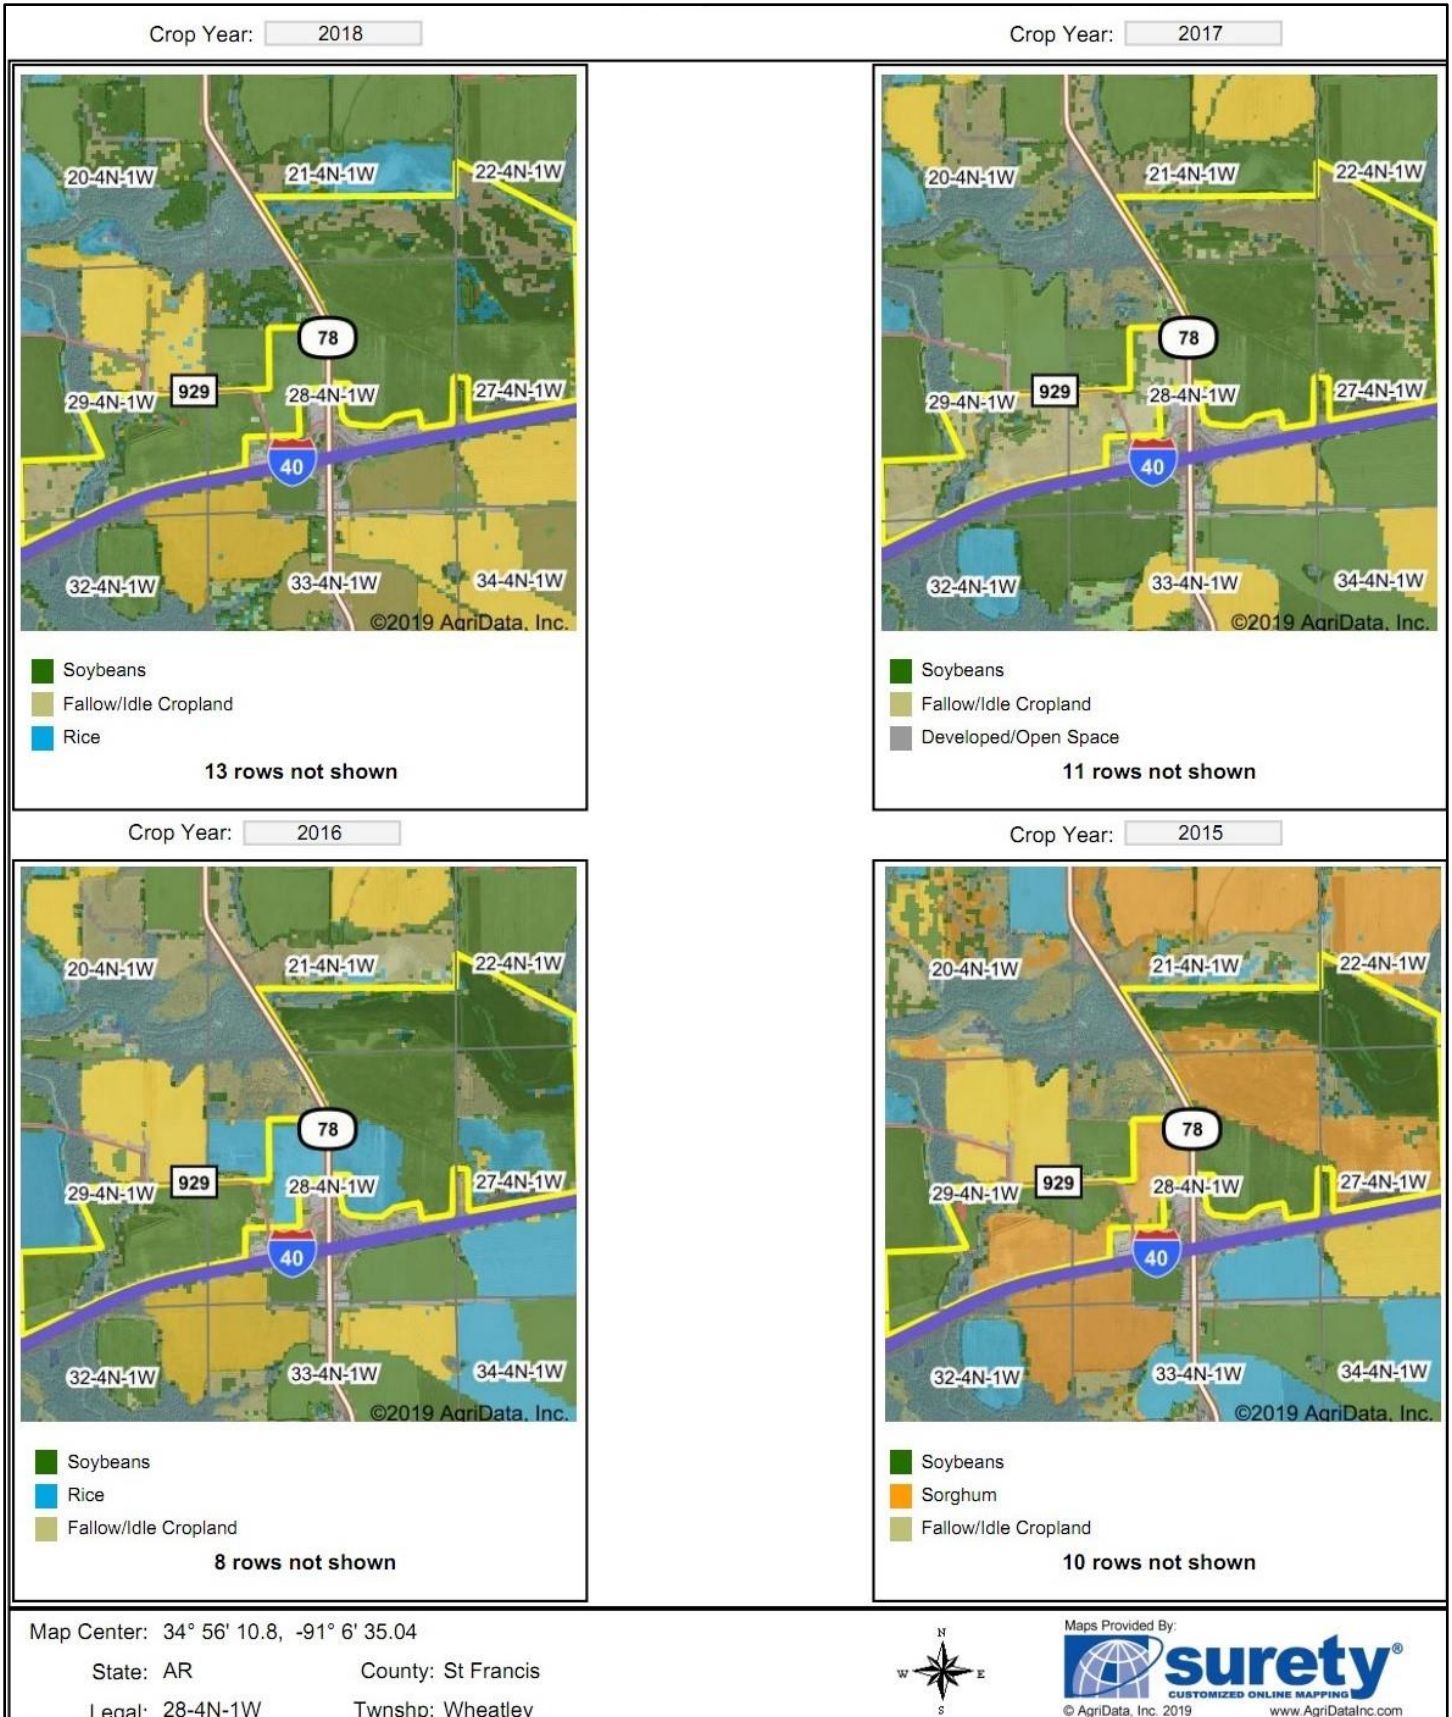 Crop Year: 2018
Crop Year: 2017
20-4N-1W
21-4N-1W
22-4N-1W
78
929
29-4N-1W
28-4N-1W
27-4N-1W
40
32-4N-1W
33-4N-1W
34-4N-1W
©2019 AgriData, Inc.
Soybeans
Fallow/Idle Cropland
Rice
13 rows not shown
20-4N-1W
21-4N-1W
22-4N-1W
78
929
29-4N-1W
28-4N-1W
27-4N-1W
40
32-4N-1W
33-4N-1W
34-4N-1W
©2019 AgriData, Inc.
Soybeans
Fallow/Idle Cropland
Developed/Open Space
11 rows not shown
Crop Year: 2016
Crop Year: 2015
20-4N-1W
21-4N-1W
22-4N-1W
78
929
29-4N-1W
28-4N-1W
27-4N-1W
40
32-4N-1W
33-4N-1W
34-4N-1W
©2019 AgriData, Inc.
Soybeans
Rice
Fallow/Idle Cropland
8 rows not shown
20-4N-1W
21-4N-1W
22-4N-1W
78
929
29-4N-1W
28-4N-1W
27-4N-1W
40
32-4N-1W
33-4N-1W
34-4N-1W
©2019 AgriData, Inc.
Soybeans
Sorghum
Fallow/Idle Cropland
10 rows not shown
Map Center: 34° 56' 10.8, -91° 6' 35.04
State: AR County: St Francis
Legal: 28-4N-1W Twnshp: Wheatley
N
W E
S
Maps Provided By:
surety®
CUSTOMIZED ONLINE MAPPING
© AgriData, Inc. 2019 www.AgriDataInc.com